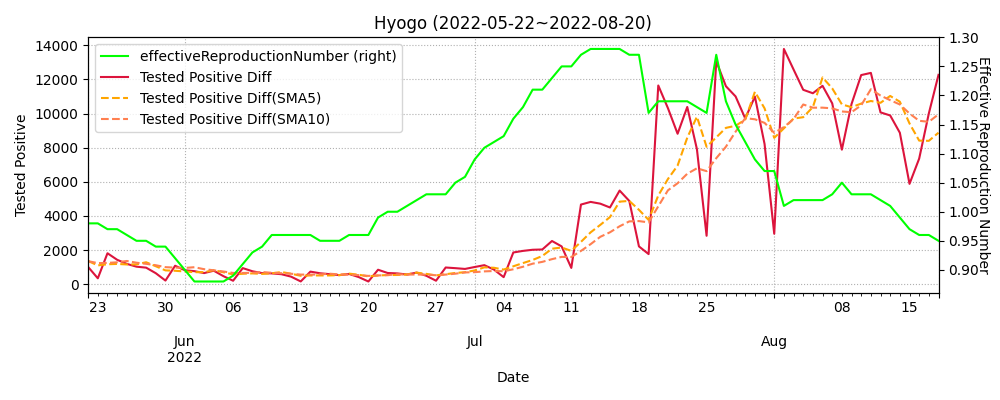 Hyogo (2022-05-22~2022-08-20)
effectiveReproductionNumber (right)
Tested Positive Diff
Tested Positive Diff(SMA5)
Tested Positive Diff(SMA10)
Tested Positive
14000
12000
10000
8000
6000
4000
2000
0
1.30
1.25
1.20
1.15
1.10
1.05
1.00
0.95
0.90
Effective Reproduction Number
23 30 06 13 20 27 04 11 18 25 08 15
Jun Jul Aug
2022
Date